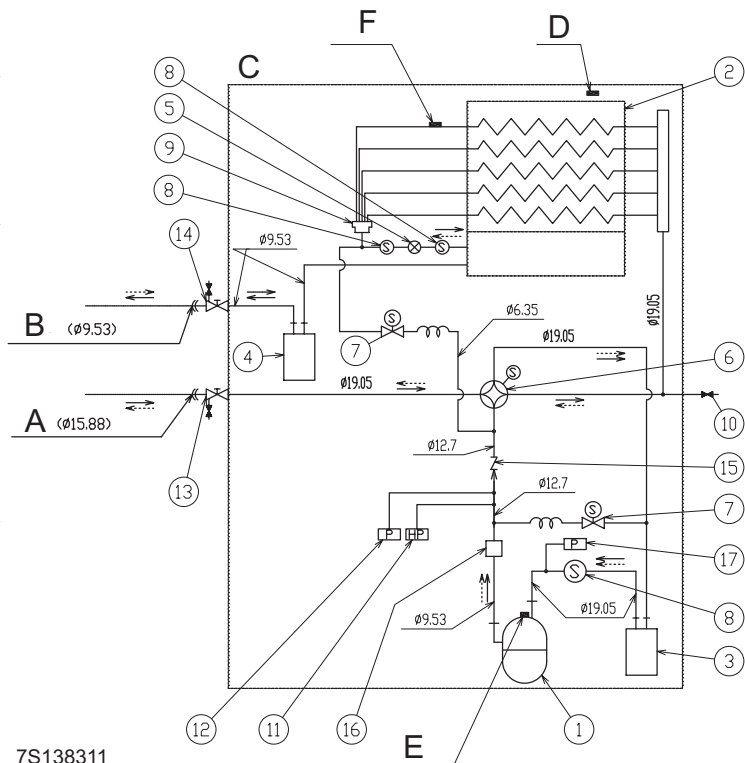 F
D
C
8
2
5
9
8
14
ø9.53
B (ø9.53)
ø6.35
7
4
ø19.05
ø19.05
6
ø19.05
A (ø15.88)
10
13
ø12.7
15
ø12.7
7
P
HP
P
17
S
8
ø9.53
ø19.05
3
12
11
16
1
E
7S138311
S
S
S
S
S